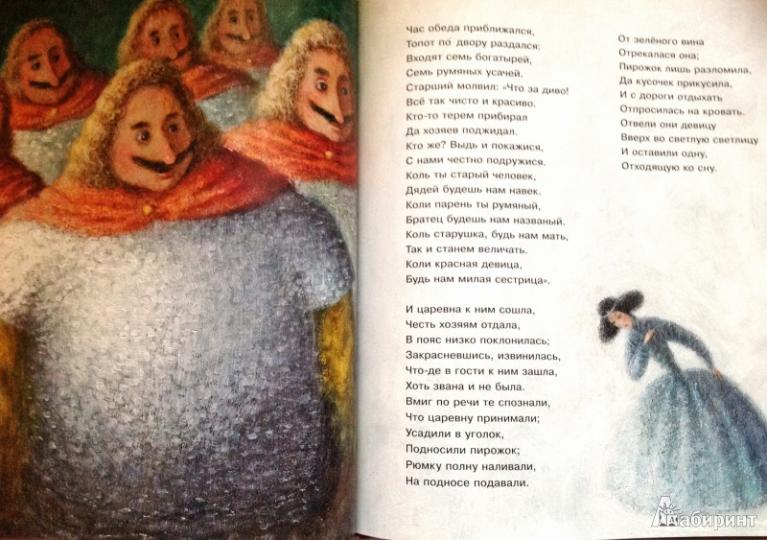 Час обеда приближался,
Топот по двору раздался:
Входят семь богатырей,
Семь румяных усачей.
Старший молвил: «Что за диво!
Всё так чисто и красиво.
Кто-то терем прибирал
Да хозяев поджидал.
Кто же? Выдь и покажися,
С нами честно подружися.
Коль ты старый человек,
Дядей будешь нам навек.
Коли парень ты румяный,
Братец будешь нам названый.
Коль старушка, будь нам мать,
Так и станем величать.
Коли красная девица,
Будь нам милая сестрица».
И царевна к ним сошла,
Честь хозяям отдала,
В пояс низко поклонилась;
Закрасневшись, извинилась,
Что-де в гости к ним зашла,
Хоть звана и не была.
Вмиг по речи те спознали,
Что царевну принимали;
Усадили в уголок,
Подносили пирожок;
Рюмку полну наливали,
На подносе подавали.
От зелёного вина
Отрекалася она;
Пирожок лишь разломила,
Да кусочек прикусила,
И с дороги отдыхать
Отпросилась на кровать.
Отвели они девицу
Вверх во светлую светлицу
И оставили одну,
Отходящую ко сну.
Лабиринт